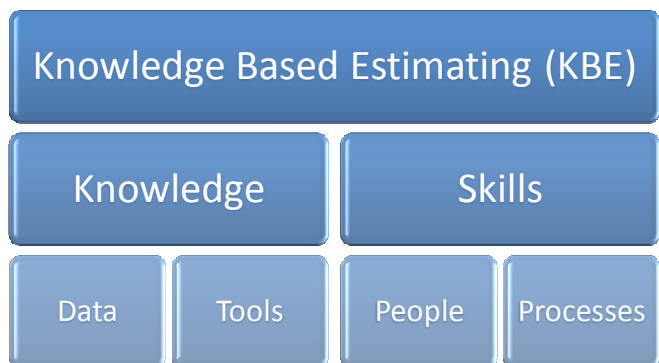 Knowledge Based Estimating (KBE)
Knowledge
Skills
Data
Tools
People
Processes